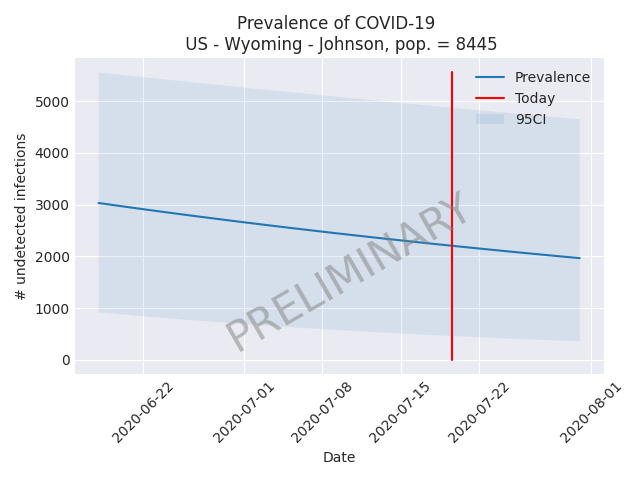 Prevalence of COVID-19
US - Wyoming - Johnson, pop. = 8445
Prevalence
Today
95CI
# undetected infections
5000
4000
3000
2000
1000
0
PRELIMINARY
2020-06-22
2020-07-01
2020-07-08
2020-07-15
2020-07-22
2020-08-01
Date